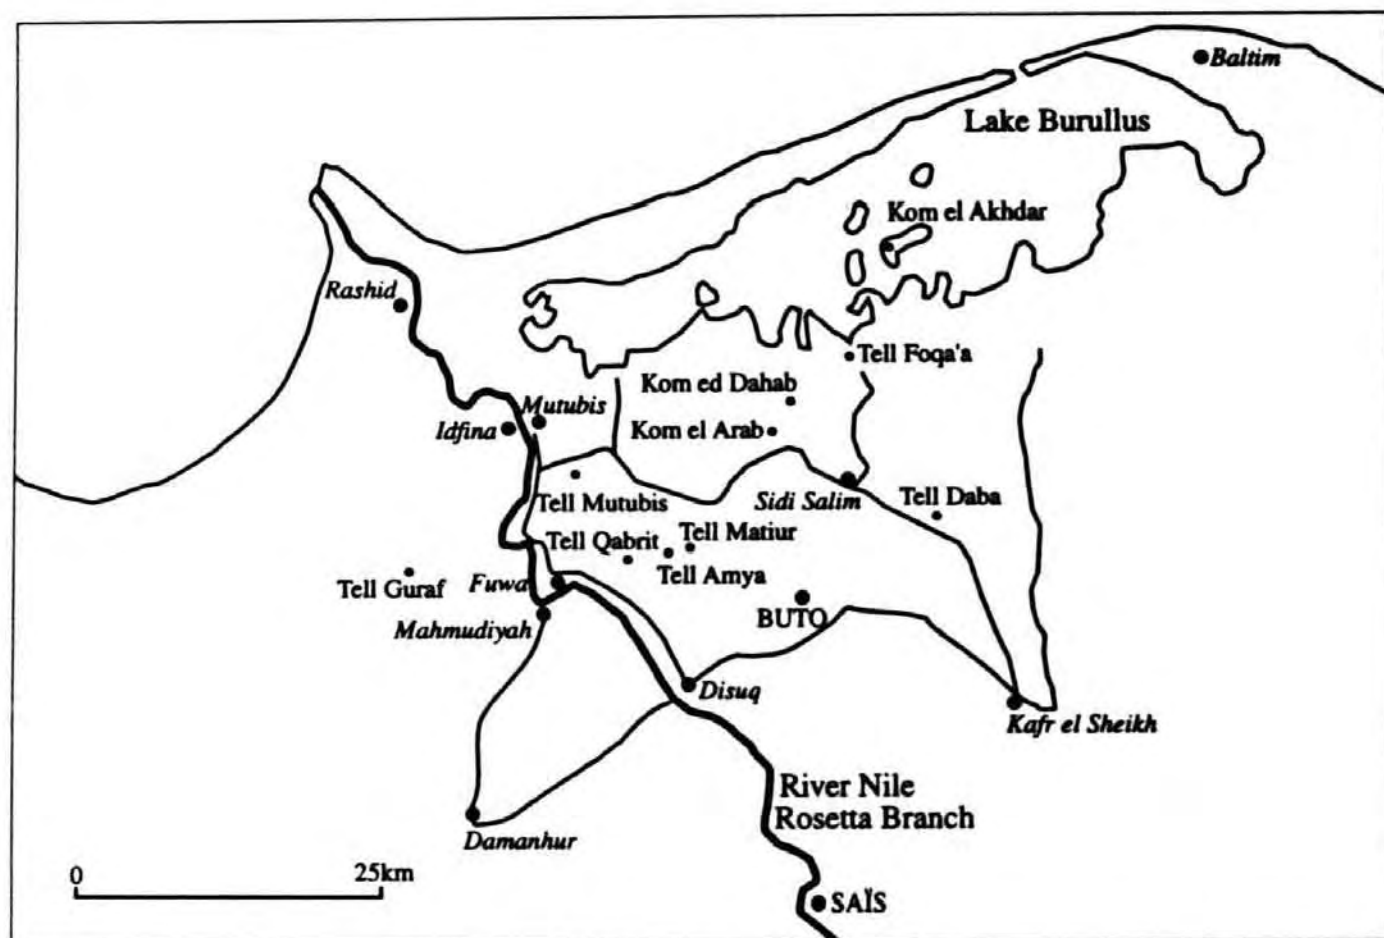 Baltim
Lake Burullus
Kom el Akhdar
Rashid
Tell Foqa'a
Kom ed Dahab
Mutubis
Idfina
Kom el Arab
Sidi Salim
Tell Daba
Tell Mutubis
Tell Matiur
Tell Qabrit
Tell Amya
Tell Guraf
Fuwa
BUTO
Mahmudiyah
Disuq
Kafr el Sheikh
River Nile
Rosetta Branch
Damanhur
0 25km
SAÏS